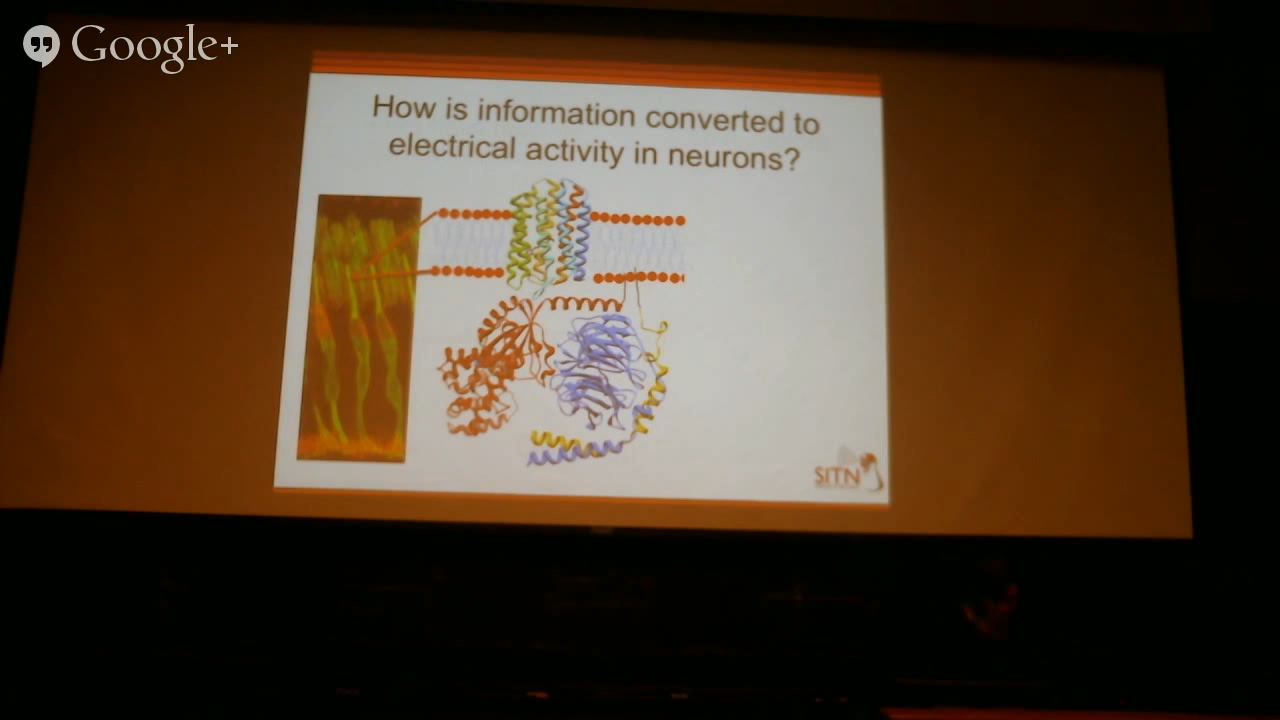 Google+
How is information converted to
electrical activity in neurons?
SITN